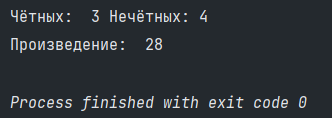 Чётных:  3 Нечётных: 4
Произведение:  28
Process finished with exit code 0